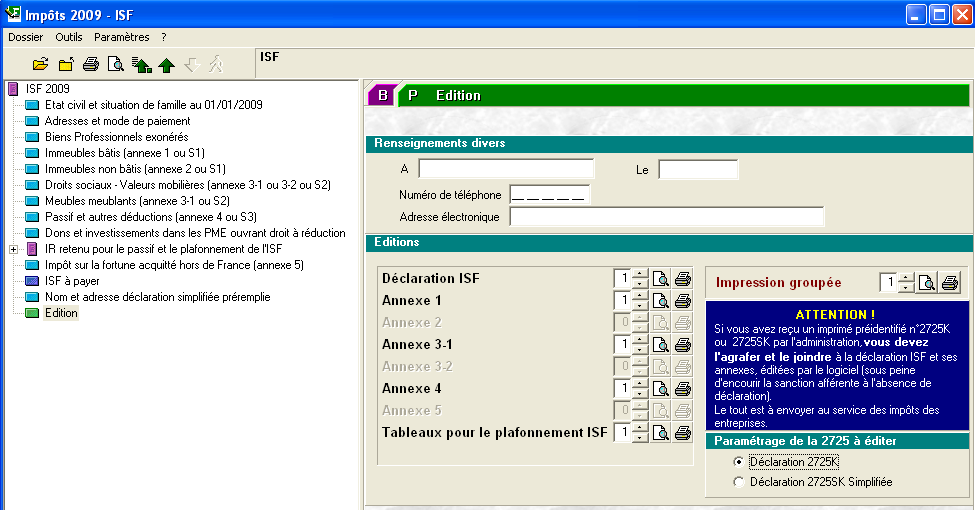 Impôts 2009 - ISF
Dossier Outils Paramètres ?
ISF
ISF 2009
Etat civil et situation de famille au 01/01/2009
Adresses et mode de paiement
Biens Professionnels exonérés
Immeubles bâtis (annexe 1 ou S1)
Immeubles non bâtis (annexe 2 ou S1)
Droits sociaux - Valeurs mobilières (annexe 3-1 ou 3-2 ou S2)
Meubles meublants (annexe 3-1 ou S2)
Passif et autres déductions (annexe 4 ou S3)
Dons et investissements dans les PME ouvrant droit à réduction
IR retenu pour le passif et le plafonnement de l'ISF
Impôt sur la fortune acquitté hors de France (annexe 5)
ISF à payer
Nom et adresse déclaration simplifiée préremplie
Edition
B P Edition
Renseignements divers
A Le
Numéro de téléphone __ __ __ __ __
Adresse électronique
Editions
Déclaration ISF 1
Annexe 1 1
Annexe 2 0
Annexe 3-1 1
Annexe 3-2 0
Annexe 4 1
Annexe 5 0
Tableaux pour le plafonnement ISF 1
Impression groupée 1
ATTENTION !
Si vous avez reçu un imprimé préidentifié n°2725K
ou 2725SK par l'administration, vous devez
l'agrafer et le joindre à la déclaration ISF et ses
annexes, éditées par le logiciel (sous peine
d'encourir la sanction afférente à l'absence de
déclaration).
Le tout est à envoyer au service des impôts des
entreprises.
Paramétrage de la 2725 à éditer
Déclaration 2725K
Déclaration 2725SK Simplifiée